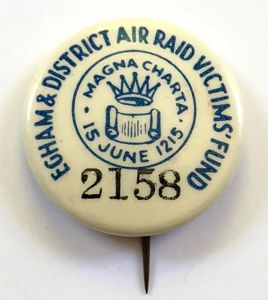 EGHAM & DISTRICT AIR RAID VICTIMS' FUND
MAGNA CHARTA
· 15 JUNE 1215 ·
2158